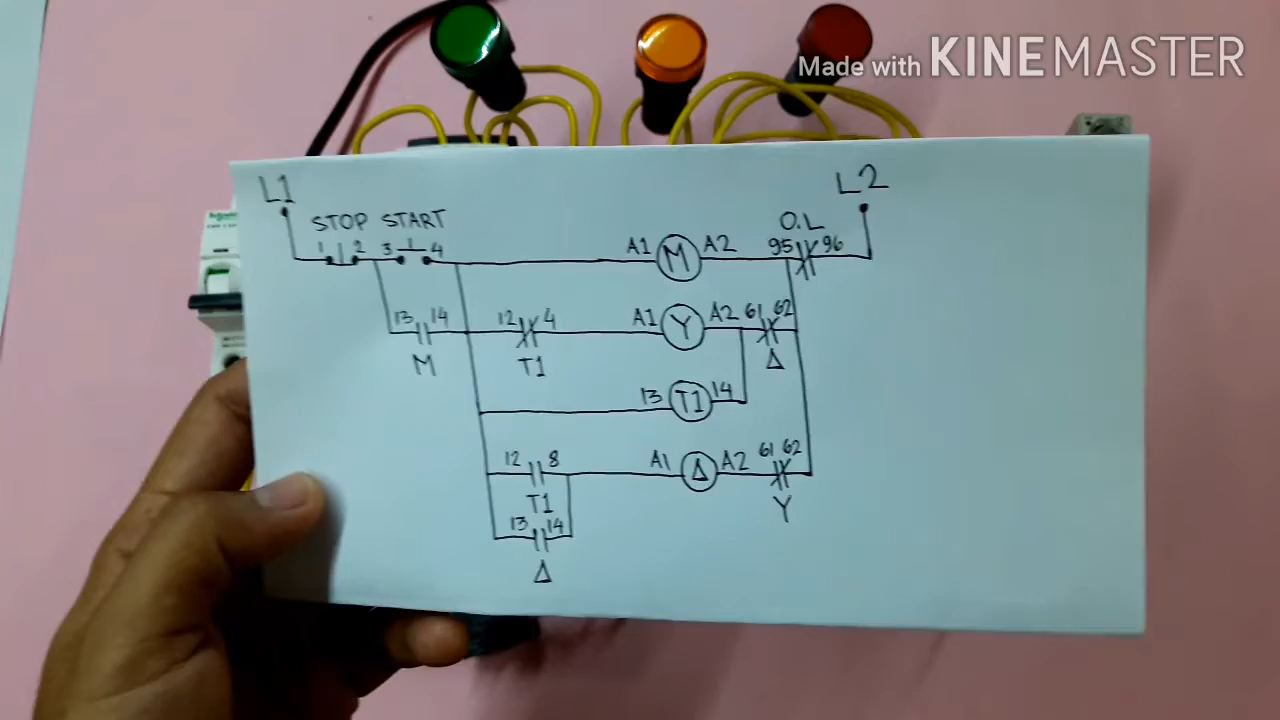 Made with KINEMASTER
L1
L2
STOP START
O.L
1 2 3 4
A1 M A2
95 96
13 14
M
12 4
T1
A1 Y A2
61 62
Δ
13 T1 14
12 8
T1
A1 Δ A2
61 62
Y
13 14
Δ
Schneider